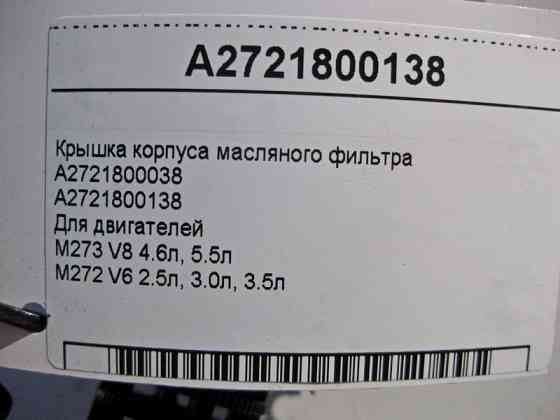 A2721800138
Крышка корпуса масляного фильтра
A2721800038
A2721800138
Для двигателей
M273 V8 4.6л, 5.5л
M272 V6 2.5л, 3.0л, 3.5л